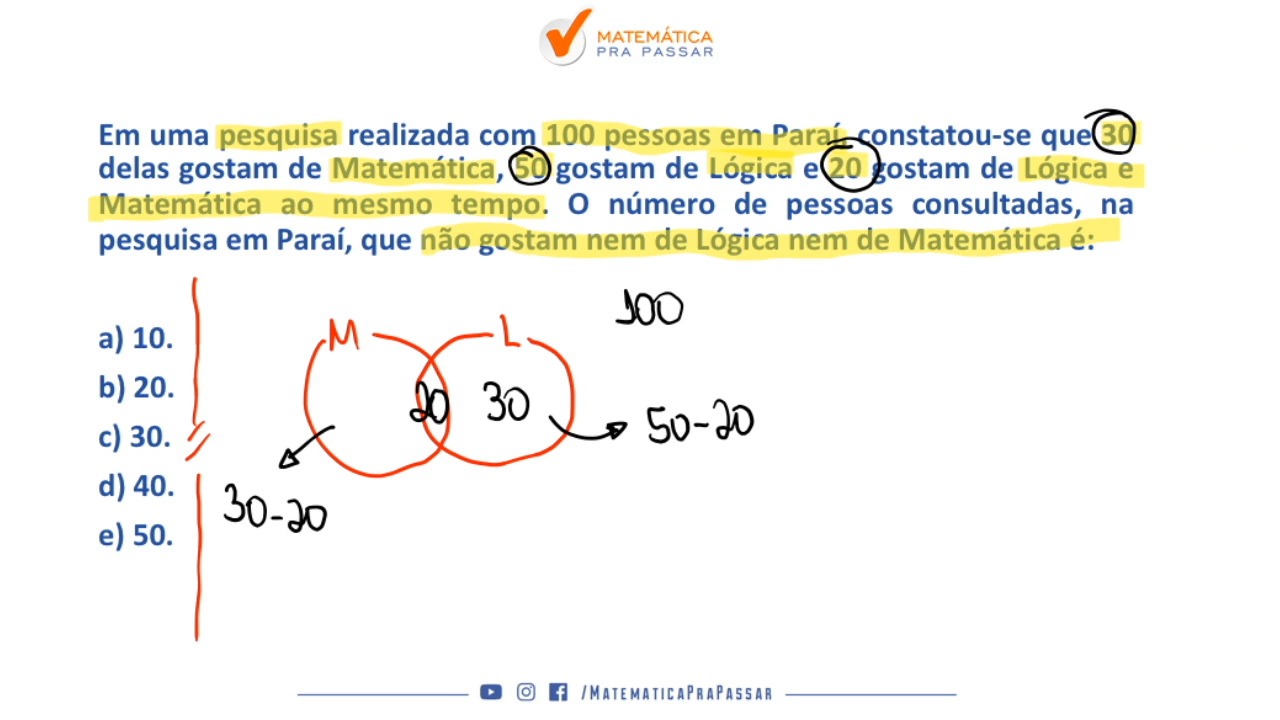 MATEMÁTICA
PRA PASSAR
Em uma pesquisa realizada com 100 pessoas em Paraí, constatou-se que 30
delas gostam de Matemática, 50 gostam de Lógica e 20 gostam de Lógica e
Matemática ao mesmo tempo. O número de pessoas consultadas, na
pesquisa em Paraí, que não gostam nem de Lógica nem de Matemática é:
100
a) 10.
M L
b) 20.
20 30
50-20
c) 30.
d) 40.
30-20
e) 50.
/MATEMATICAPRAPASSAR